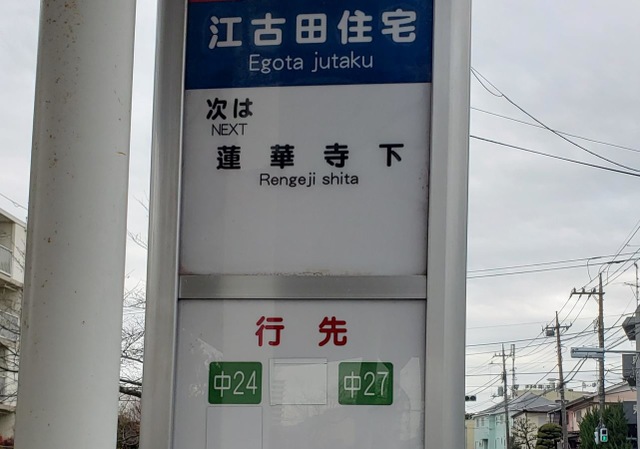 江古田住宅
Egota jutaku
次は
NEXT
蓮華寺下
Rengeji shita
行先
中24 中27